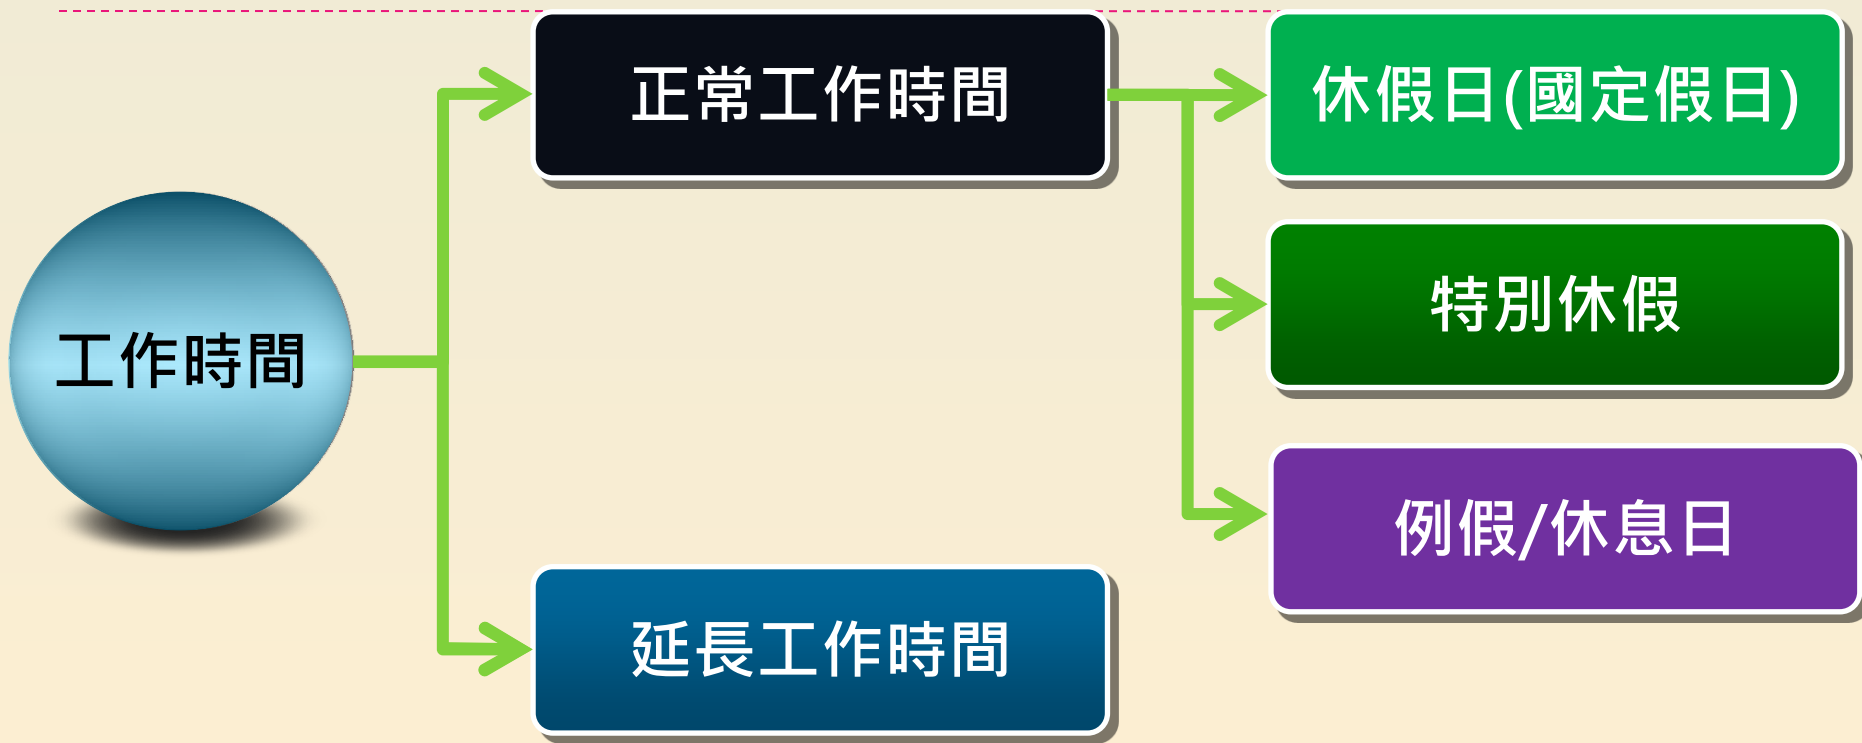 工作時間
正常工作時間
休假日(國定假日)
特別休假
例假/休息日
延長工作時間